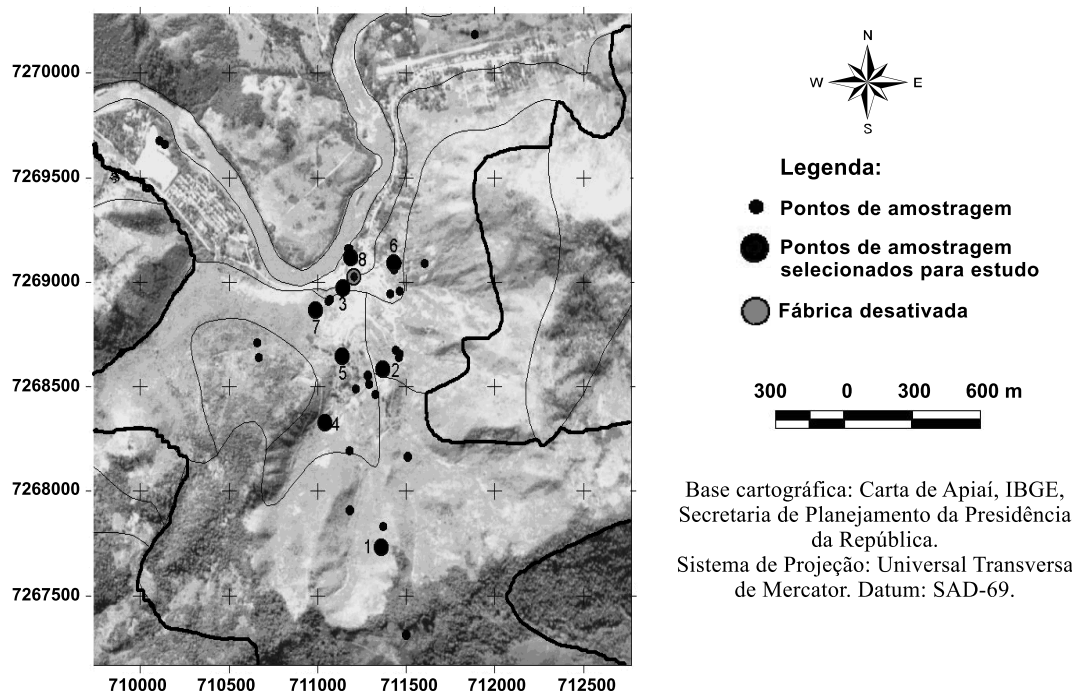 7270000
7269500
7269000
7268500
7268000
7267500
710000 710500 711000 711500 712000 712500
8
6
3
7
5
2
4
1
N
W E
S
Legenda:
Pontos de amostragem
Pontos de amostragem
selecionados para estudo
Fábrica desativada
300 0 300 600 m
Base cartográfica: Carta de Apiaí, IBGE,
Secretaria de Planejamento da Presidência
da República.
Sistema de Projeção: Universal Transversa
de Mercator. Datum: SAD-69.